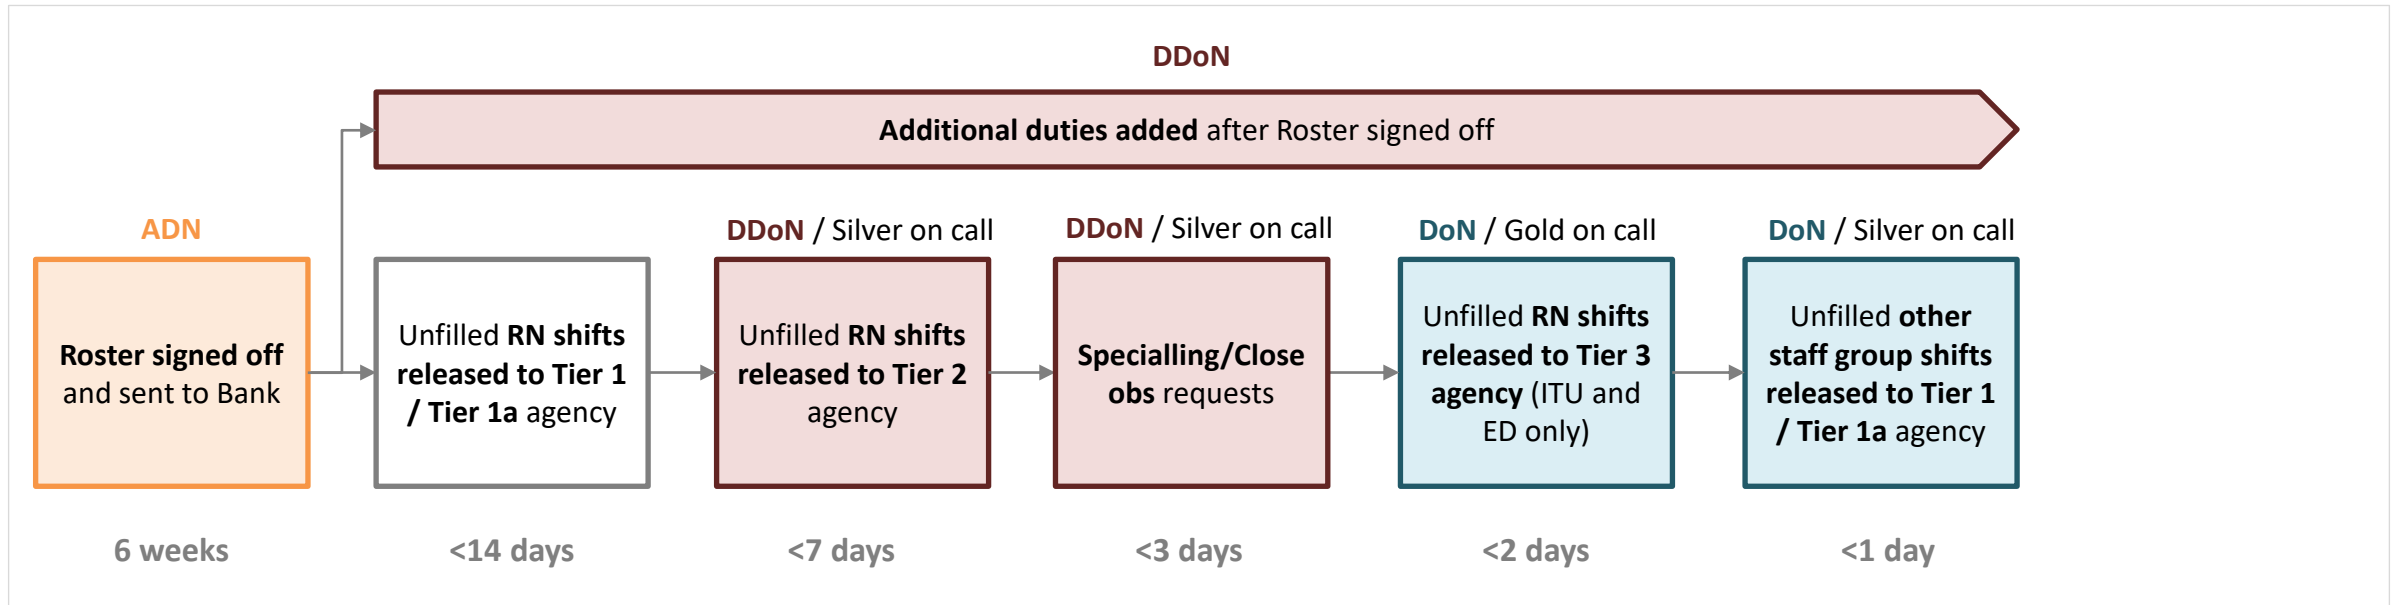 DDoN
Additional duties added after Roster signed off
ADN
Roster signed off
and sent to Bank
6 weeks
Unfilled RN shifts
released to Tier 1
/ Tier 1a agency
<14 days
DDoN / Silver on call
Unfilled RN shifts
released to Tier 2
agency
<7 days
DDoN / Silver on call
Specialling/Close
obs requests
<3 days
DoN / Gold on call
Unfilled RN shifts
released to Tier 3
agency (ITU and
ED only)
<2 days
DoN / Silver on call
Unfilled other
staff group shifts
released to Tier 1
/ Tier 1a agency
<1 day